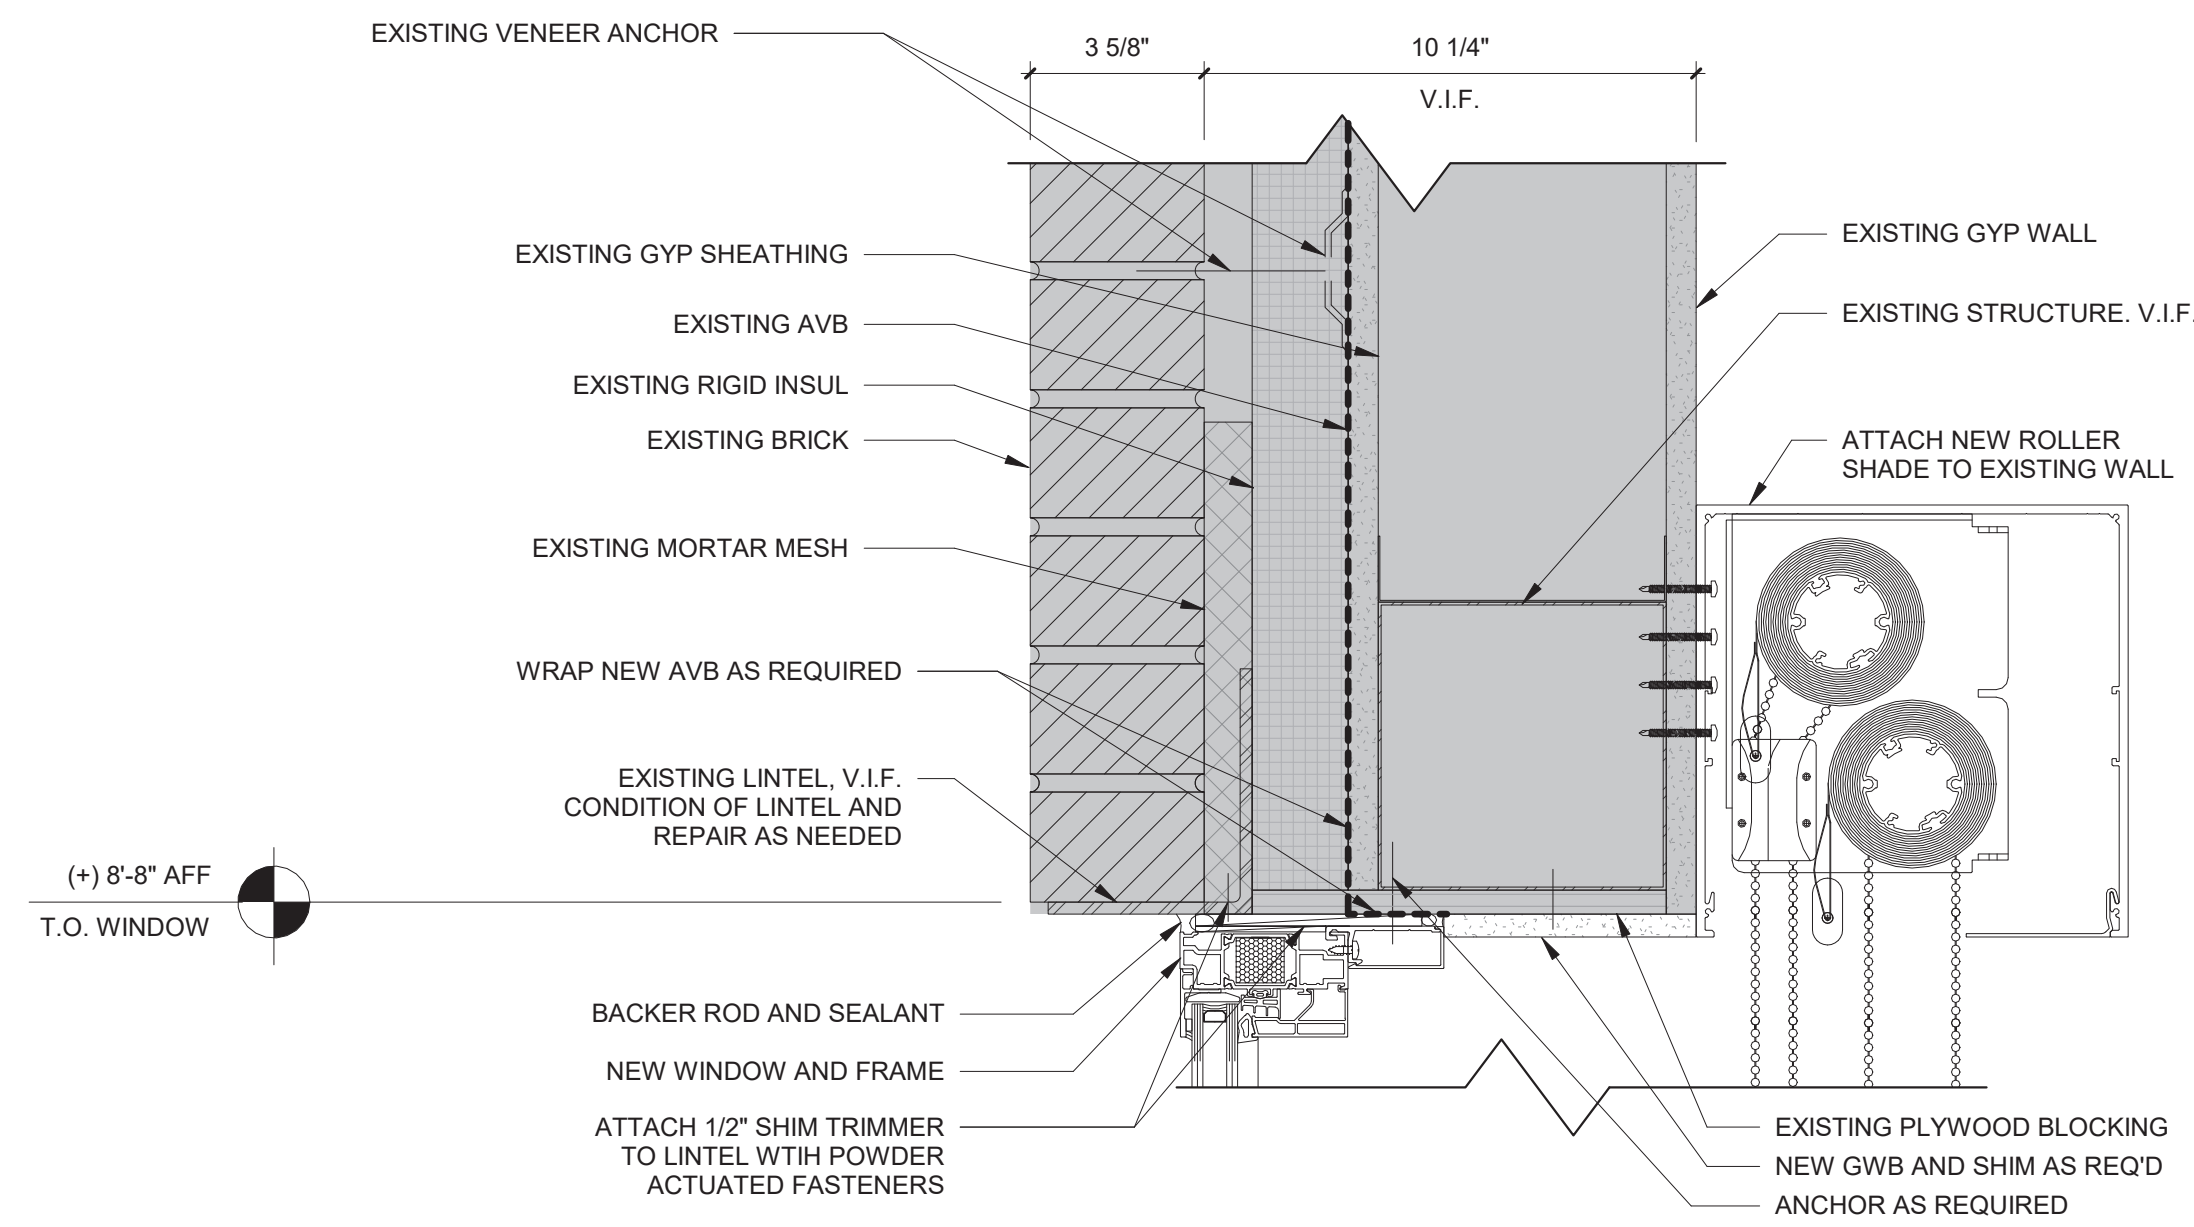 EXISTING VENEER ANCHOR
3 5/8"
10 1/4"
V.I.F.
EXISTING GYP SHEATHING
EXISTING AVB
EXISTING RIGID INSUL
EXISTING BRICK
EXISTING MORTAR MESH
WRAP NEW AVB AS REQUIRED
EXISTING LINTEL, V.I.F.
CONDITION OF LINTEL AND
REPAIR AS NEEDED
(+) 8'-8" AFF
T.O. WINDOW
BACKER ROD AND SEALANT
NEW WINDOW AND FRAME
ATTACH 1/2" SHIM TRIMMER
TO LINTEL WTIH POWDER
ACTUATED FASTENERS
EXISTING GYP WALL
EXISTING STRUCTURE. V.I.F.
ATTACH NEW ROLLER
SHADE TO EXISTING WALL
EXISTING PLYWOOD BLOCKING
NEW GWB AND SHIM AS REQ'D
ANCHOR AS REQUIRED